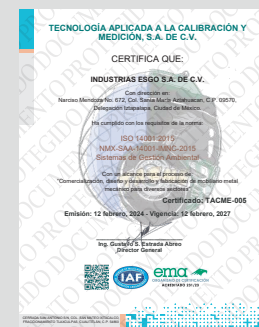 TECNOLOGÍA APLICADA A LA CALIBRACIÓN Y
MEDICIÓN, S.A. DE C.V.
CERTIFICA QUE:
INDUSTRIAS ESGO S.A. DE C.V.
Con dirección en:
Narciso Mendoza No. 672, Col. Santa María Aztahuacan, C.P. 09570,
Delegación Iztapalapa, Ciudad de México.
Ha cumplido con los requisitos de la norma:
ISO 14001:2015
NMX-SAA-14001-IMNC-2015
Sistemas de Gestión Ambiental
Con un alcance para el proceso de
"Comercialización, diseño y desarrollo y fabricación de mobiliario metal
mecánico para diversos sectores"
Certificado: TACME-005
Emisión: 12 febrero, 2024 - Vigencia: 12 febrero, 2027
Ing. Gustavo S. Estrada Abreo
Director General
IAF
ema
ORGANISMO DE CERTIFICACIÓN